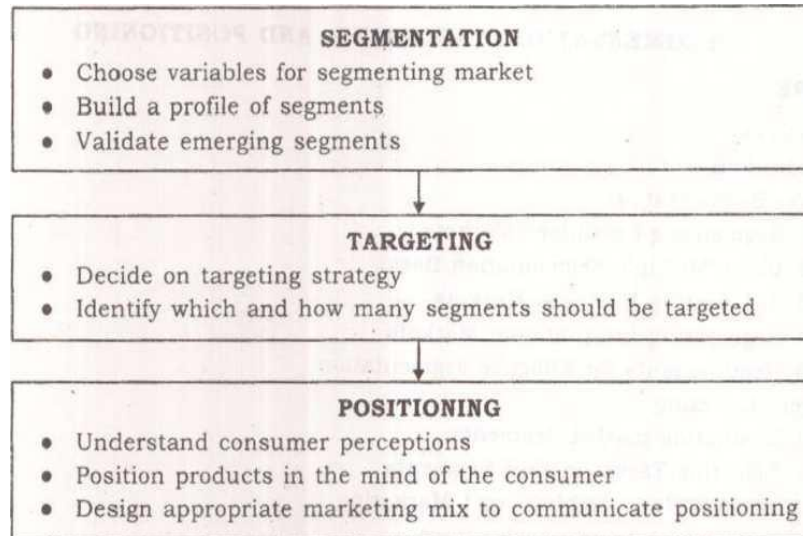 SEGMENTATION
• Choose variables for segmenting market
• Build a profile of segments
• Validate emerging segments
TARGETING
• Decide on targeting strategy
• Identify which and how many segments should be targeted
POSITIONING
• Understand consumer perceptions
• Position products in the mind of the consumer
• Design appropriate marketing mix to communicate positioning